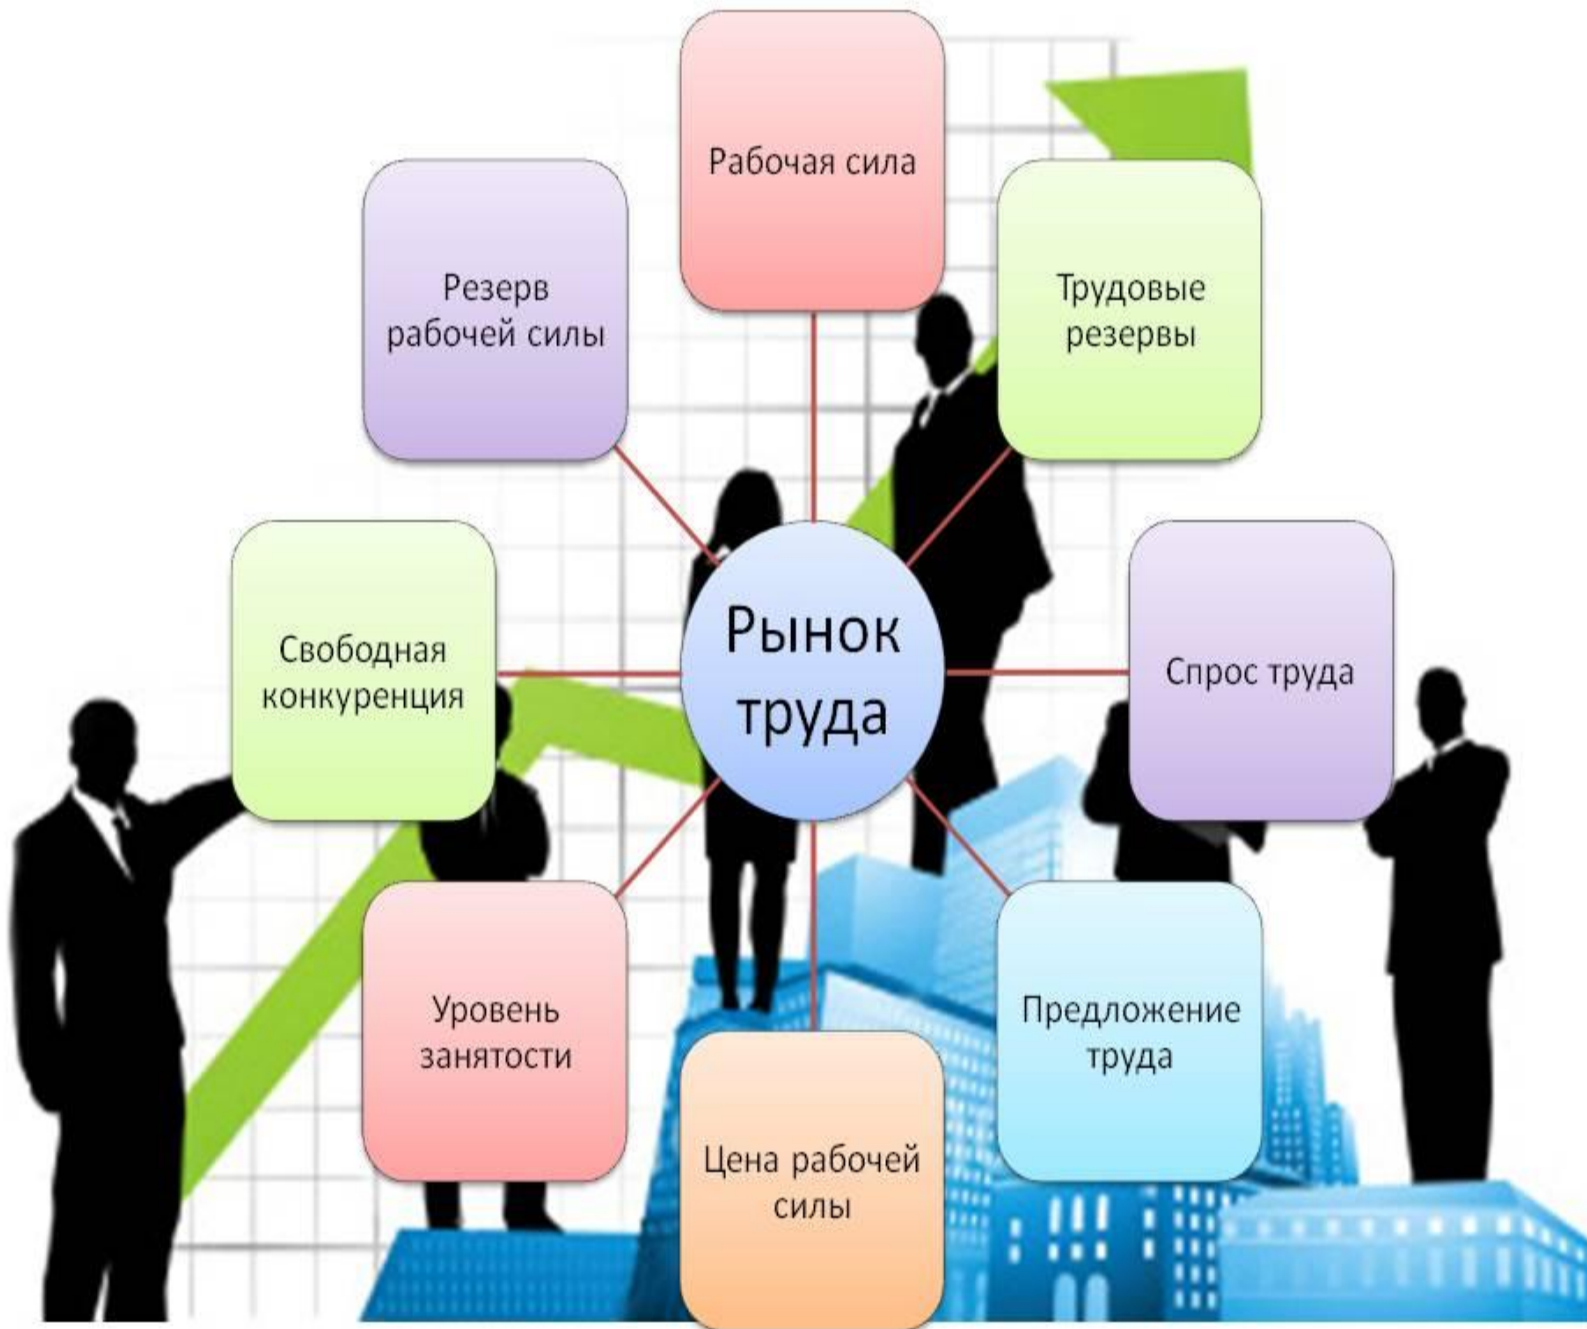 Рабочая сила
Трудовые
резервы
Спрос труда
Предложение
труда
Цена рабочей
силы
Уровень
занятости
Свободная
конкуренция
Резерв
рабочей силы
Рынок
труда